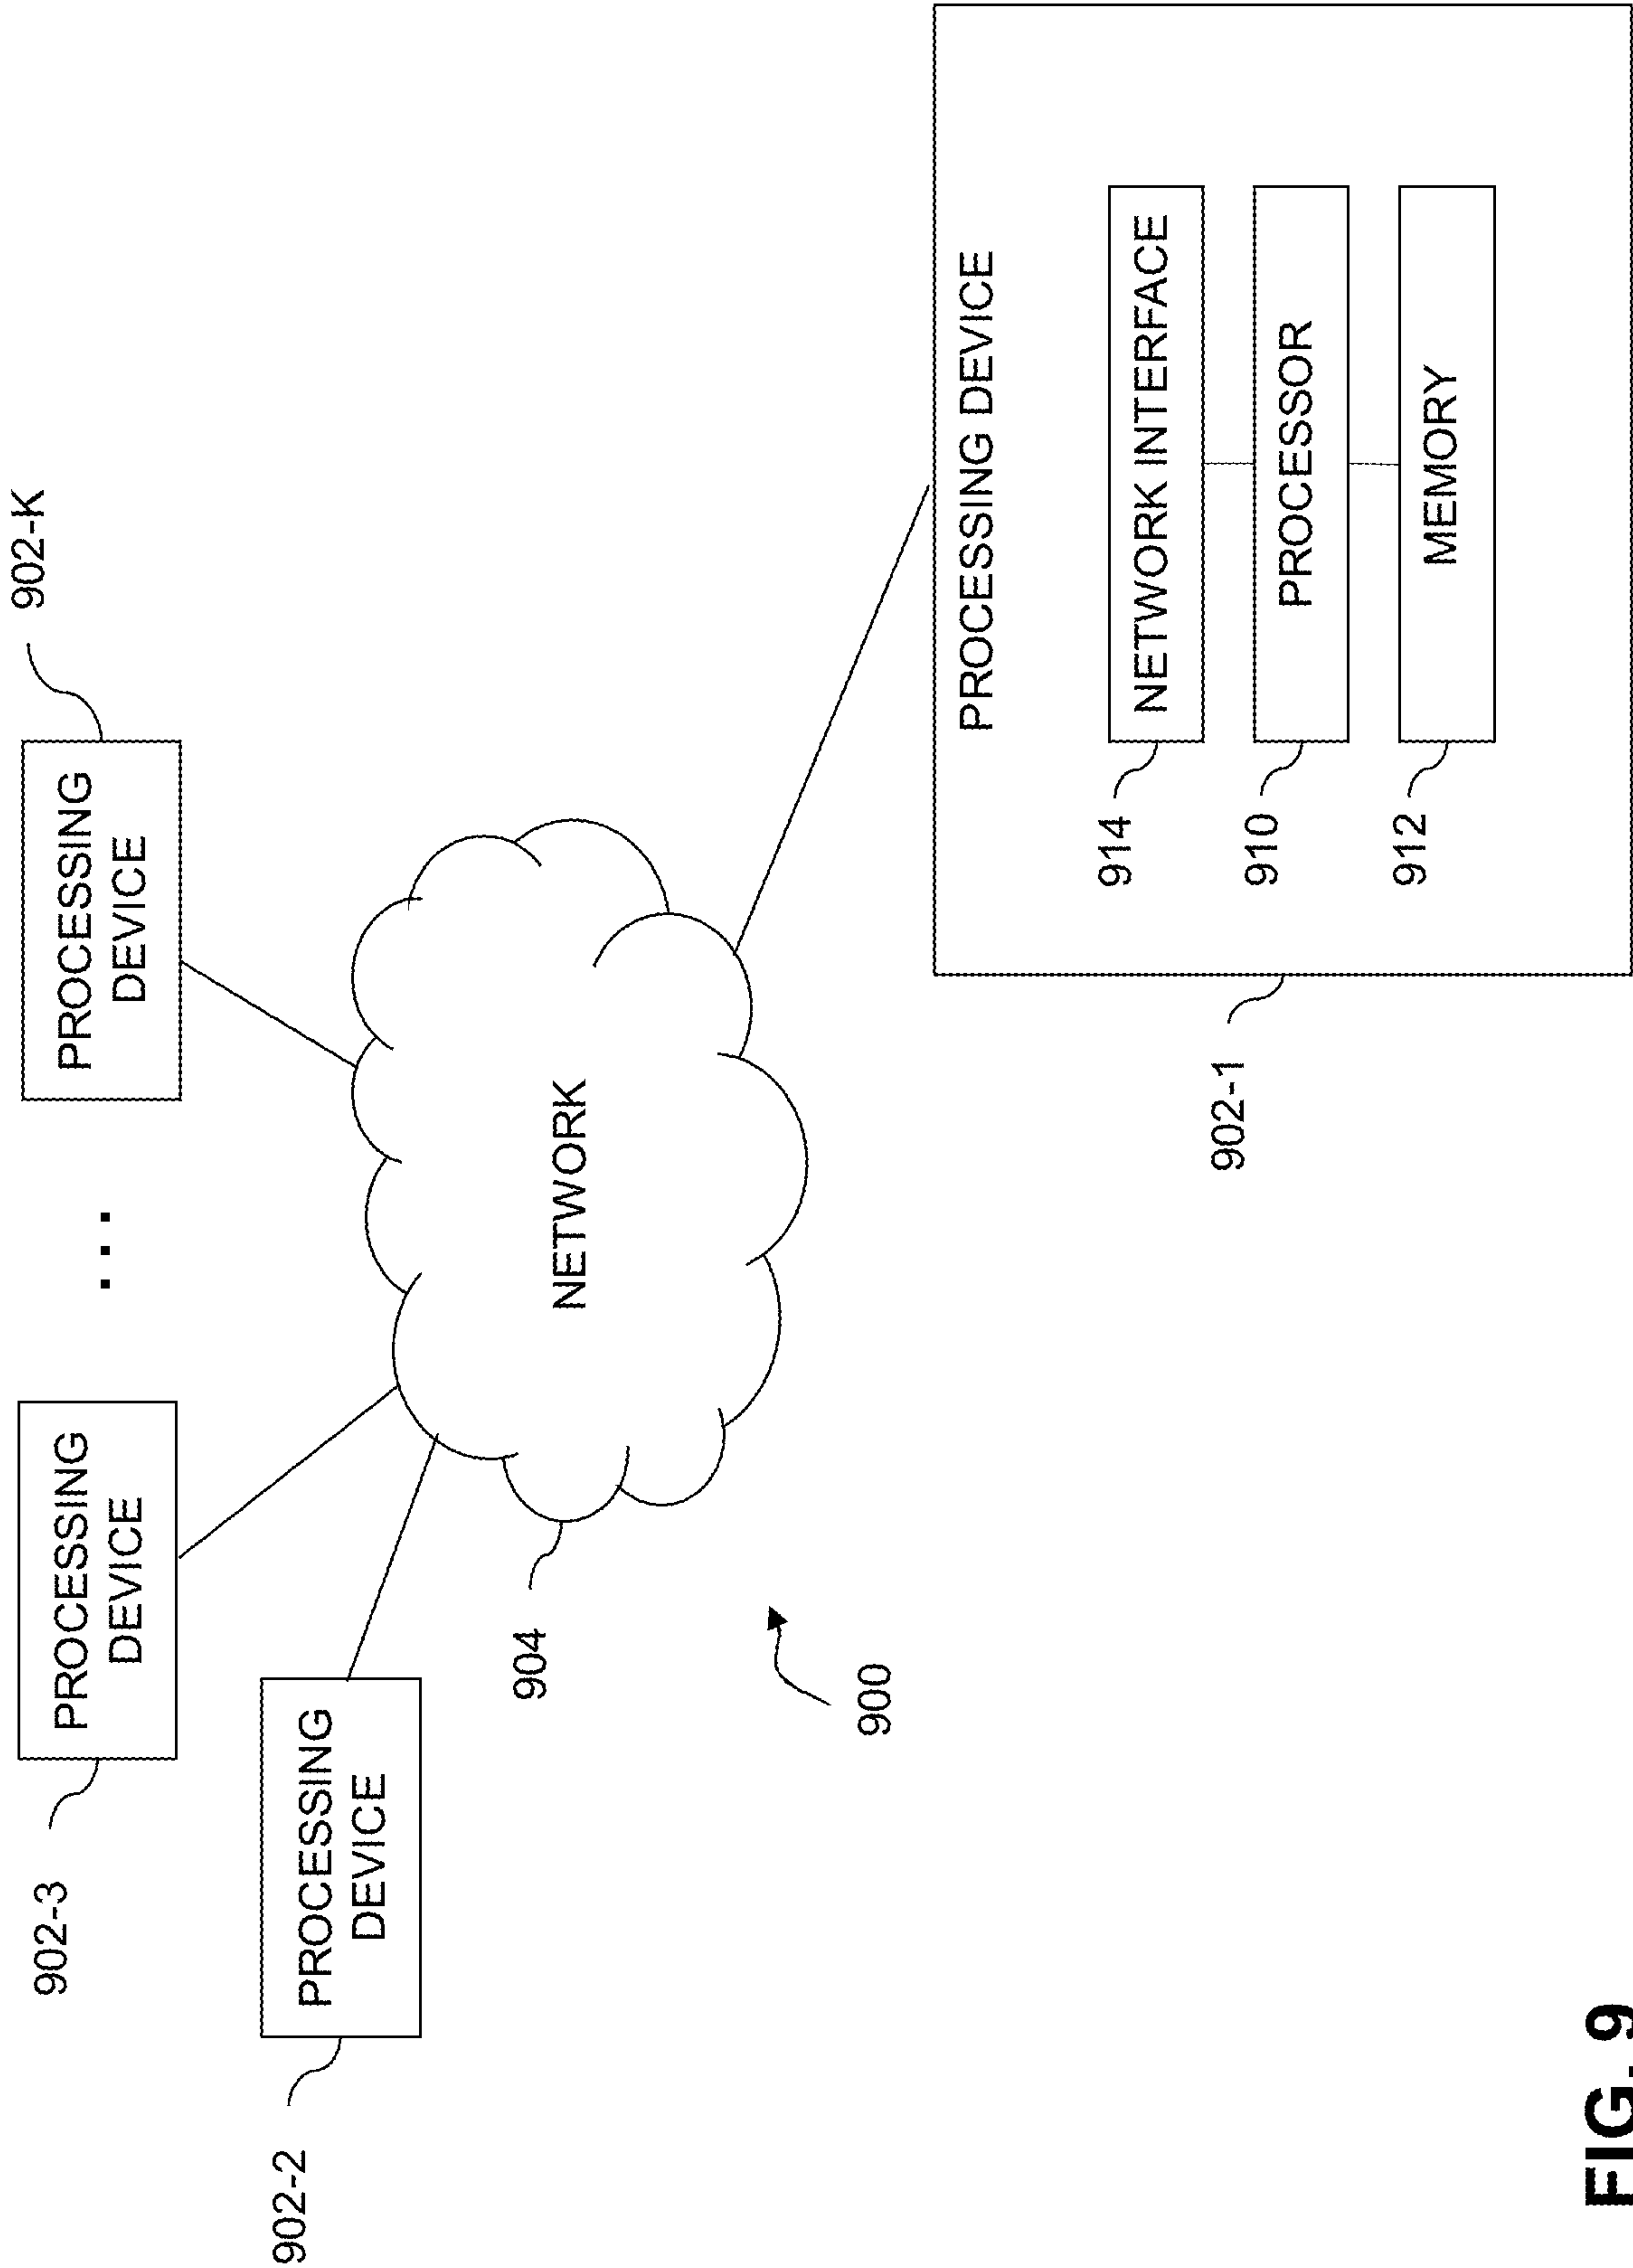 902-2
PROCESSING
DEVICE
902-3
PROCESSING
DEVICE
...
902-K
PROCESSING
DEVICE
904
NETWORK
900
902-1
PROCESSING DEVICE
914
NETWORK INTERFACE
910
PROCESSOR
912
MEMORY
FIG. 9